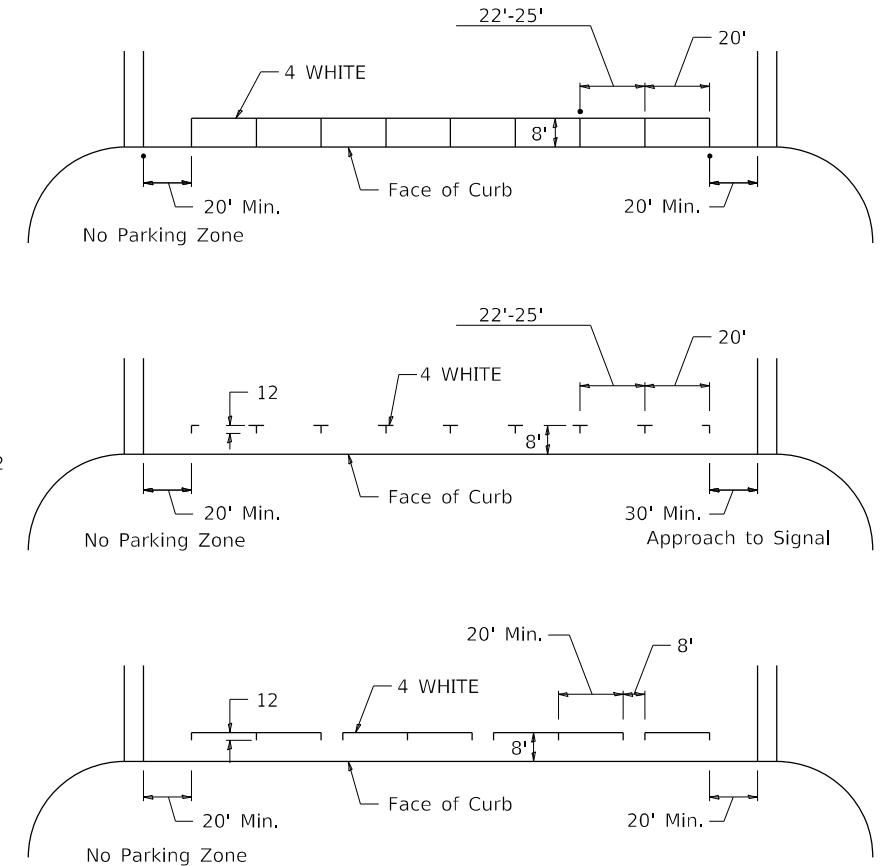 22'-25'
20'
4 WHITE
8'
Face of Curb
20' Min.
20' Min.
No Parking Zone
22'-25'
20'
4 WHITE
12
8'
2
Face of Curb
20' Min.
30' Min.
No Parking Zone
Approach to Signal
20' Min.
8'
4 WHITE
12
8'
Face of Curb
20' Min.
20' Min.
No Parking Zone